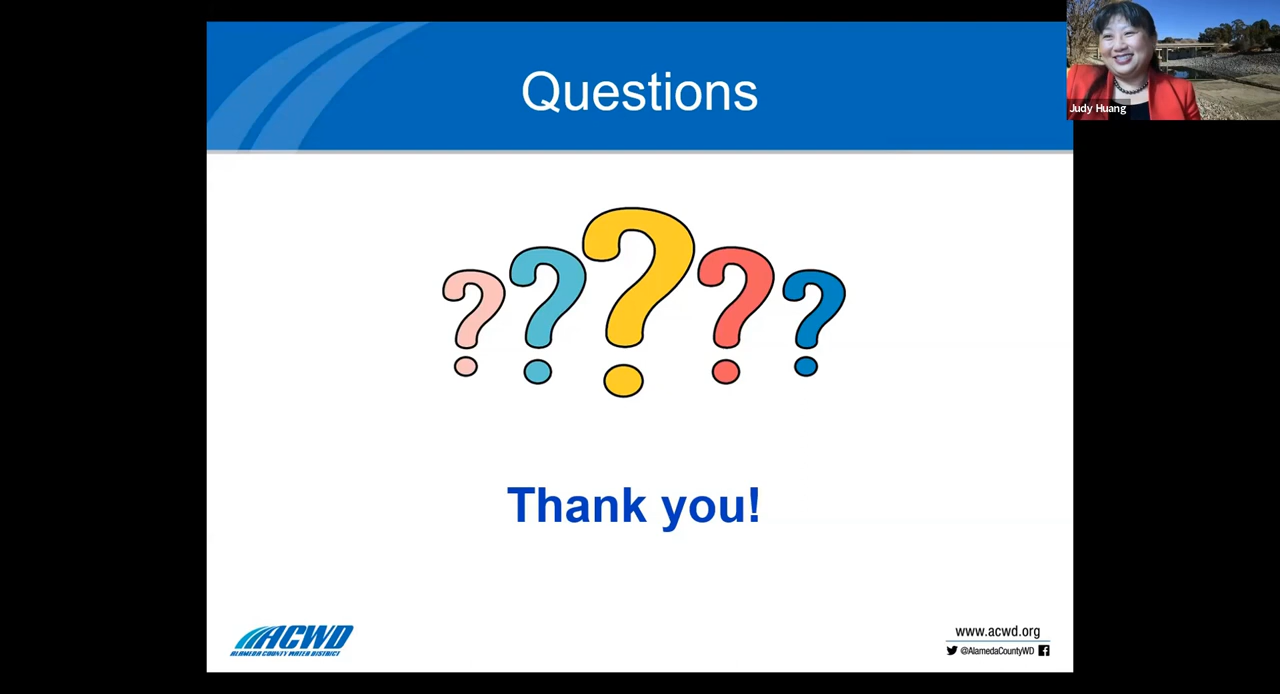 Questions
Judy Huang
Thank you!
ACWD
ALAMEDA COUNTY WATER DISTRICT
www.acwd.org
@AlamedaCountyWD